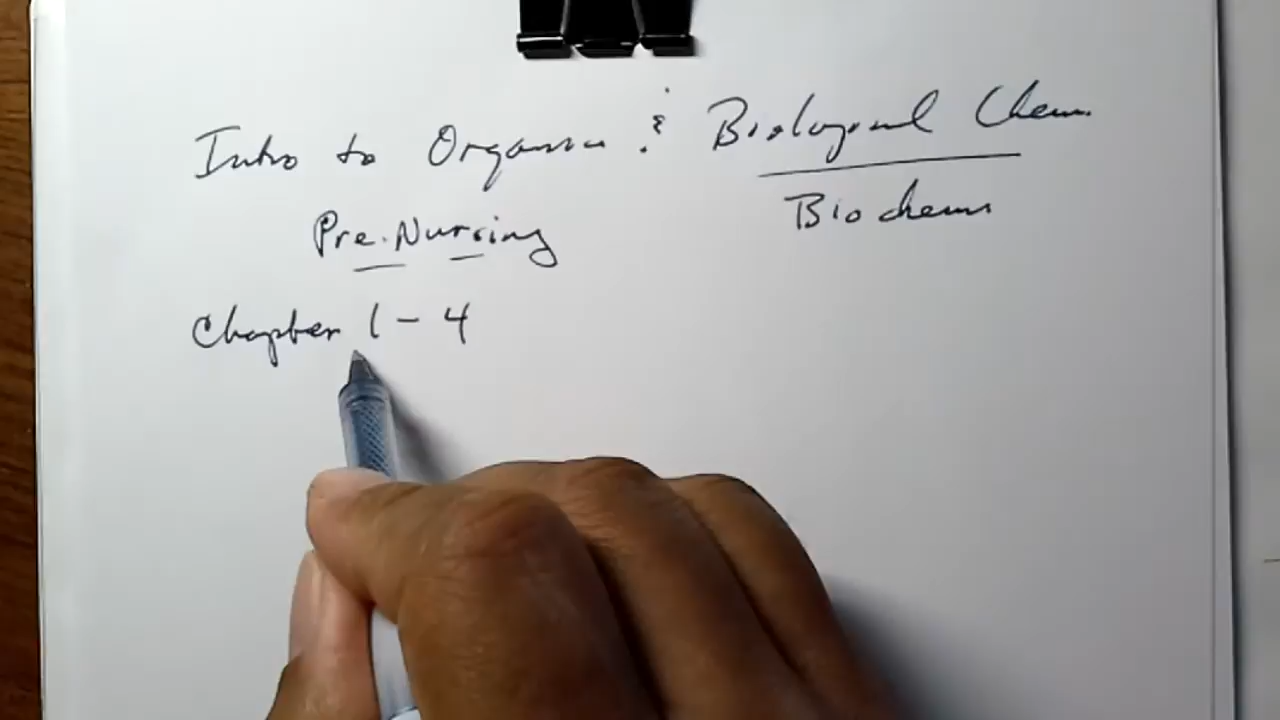 Intro to Organic & Biological Chem.
Biochem
Pre-Nursing
Chapter 1-4